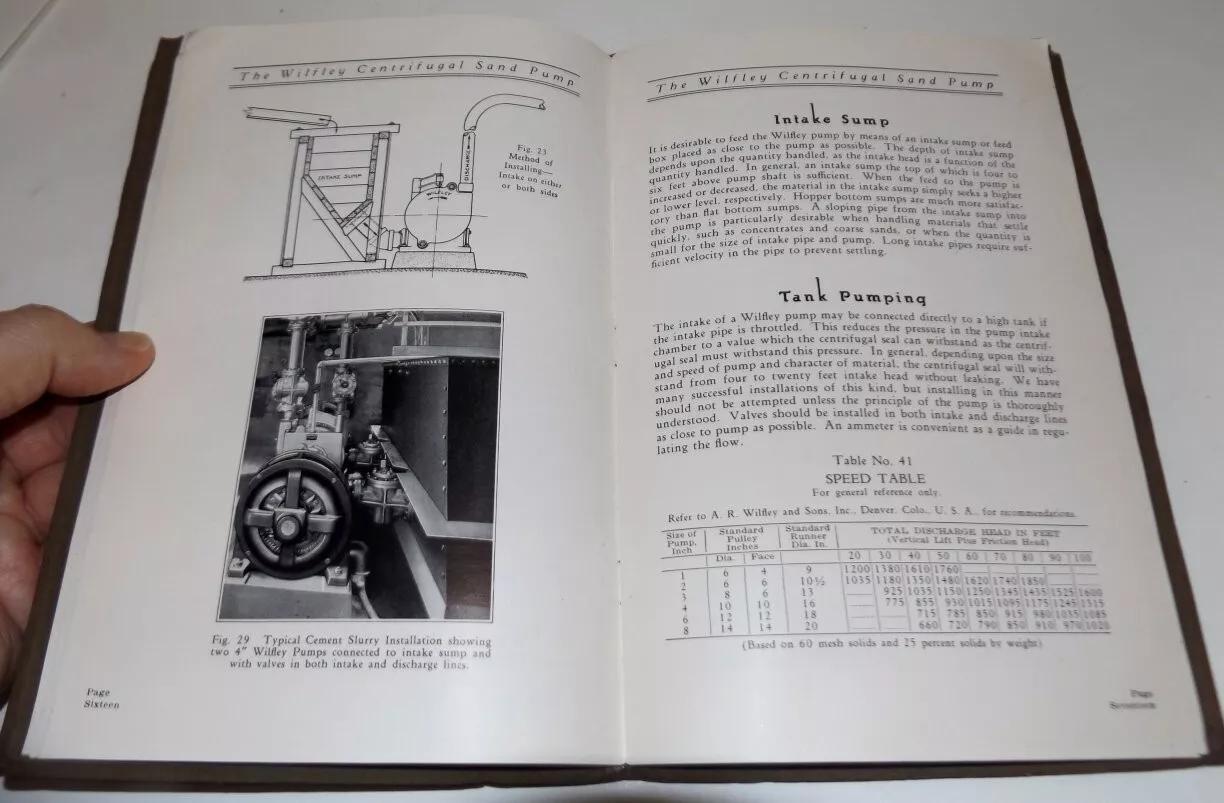 The Wilfley Centrifugal Sand Pump
INTAKE SUMP
DISCHARGE
WILFLEY
Fig. 23
Method of
Installing—
Intake on either
or both sides
Fig. 29 Typical Cement Slurry Installation showing
two 4" Wilfley Pumps connected to intake sump and
with valves in both intake and discharge lines.
Page
Sixteen
The Wilfley Centrifugal Sand Pump
Intake Sump
It is desirable to feed the Wilfley pump by means of an intake sump or feed
box placed as close to the pump as possible. The depth of intake sump
depends upon the quantity handled, as the intake head is a function of the
quantity handled. In general, an intake sump the top of which is four to
six feet above pump shaft is sufficient. When the feed to the pump is
increased or decreased, the material in the intake sump simply seeks a higher
or lower level, respectively. Hopper bottom sumps are much more satisfac-
tory than flat bottom sumps. A sloping pipe from the intake sump into
the pump is particularly desirable when handling materials that settle
quickly, such as concentrates and coarse sands, or when the quantity is
small for the size of intake pipe and pump. Long intake pipes require suf-
ficient velocity in the pipe to prevent settling.
Tank Pumping
The intake of a Wilfley pump may be connected directly to a high tank if
the intake pipe is throttled. This reduces the pressure in the pump intake
chamber to a value which the centrifugal seal can withstand as the centrif-
ugal seal must withstand this pressure. In general, depending upon the size
and speed of pump and character of material, the centrifugal seal will with-
stand from four to twenty feet intake head without leaking. We have
many successful installations of this kind, but installing in this manner
should not be attempted unless the principle of the pump is thoroughly
understood. Valves should be installed in both intake and discharge lines
as close to pump as possible. An ammeter is convenient as a guide in regu-
lating the flow.
Table No. 41
SPEED TABLE
For general reference only.
Refer to A. R. Wilfley and Sons, Inc., Denver, Colo., U. S. A., for recommendations.
Size of Pump, Inch | Standard Pulley Inches | Standard Runner Dia. In. | TOTAL DISCHARGE HEAD IN FEET (Vertical Lift Plus Friction Head)
Dia. | Face | 20 | 30 | 40 | 50 | 60 | 70 | 80 | 90 | 100
1 6 4 9 1200 1380 1610 1760
2 6 6 10½ 1035 1180 1350 1480 1620 1740 1850
3 8 6 13 925 1035 1150 1250 1345 1435 1525 1600
4 10 10 16 775 855 930 1015 1095 1175 1245 1315
6 12 12 18 715 785 850 915 980 1035 1085
8 14 14 20 660 720 790 850 910 970 1020
(Based on 60 mesh solids and 25 percent solids by weight)
Page
Seventeen